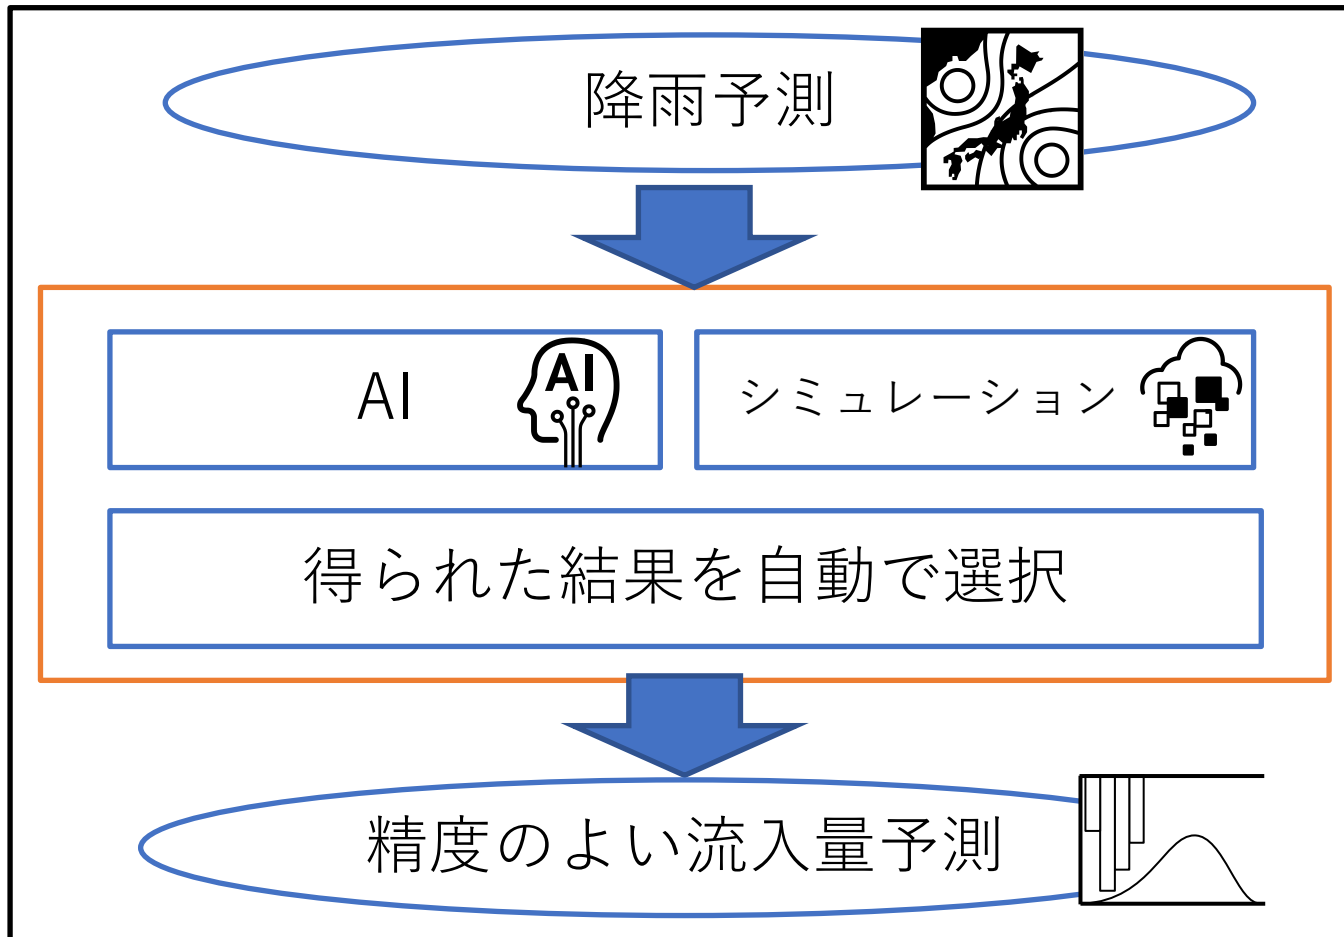 降雨予測
AI
AI
シミュレーション
得られた結果を自動で選択
精度のよい流入量予測